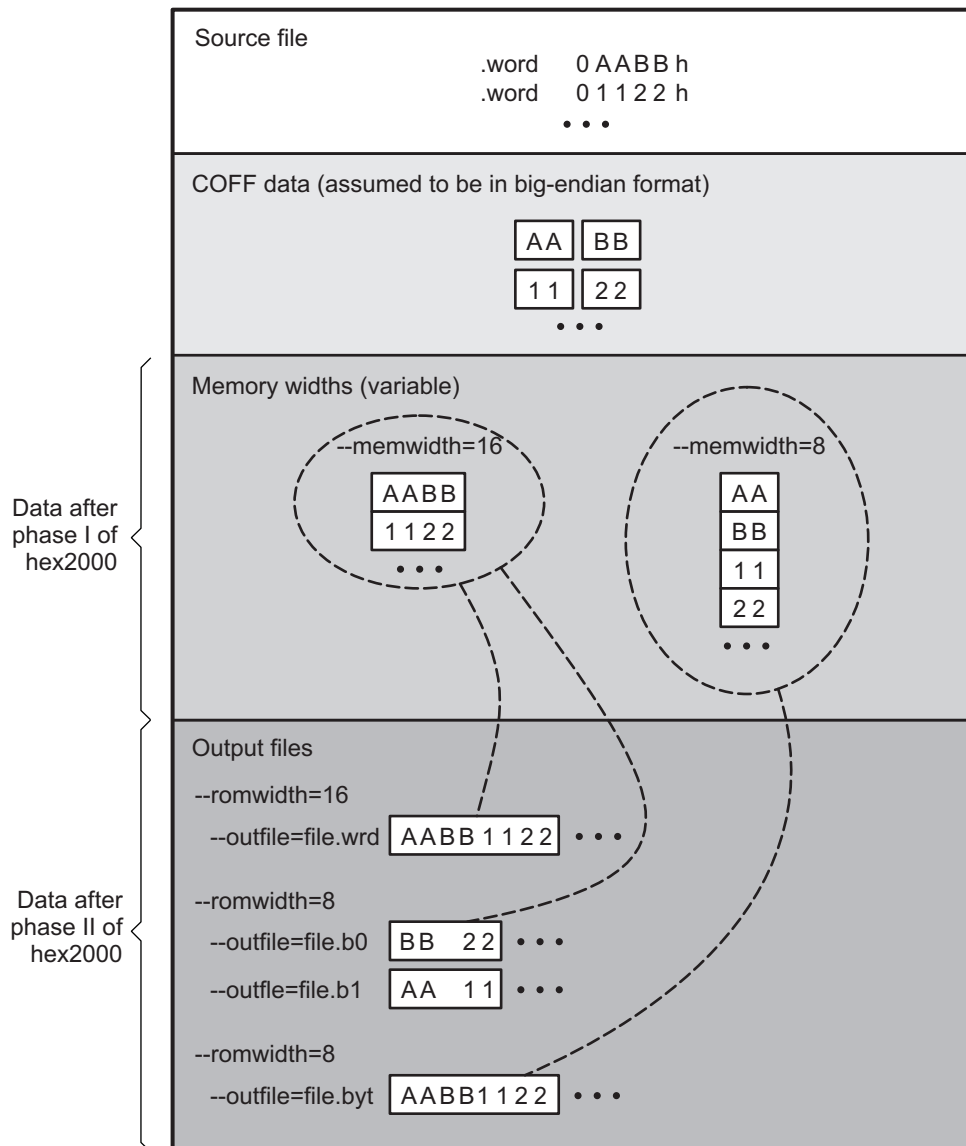 Source file
.word 0AABBh
.word 01122h
• • •
COFF data (assumed to be in big-endian format)
AA BB
11 22
• • •
Memory widths (variable)
--memwidth=16
AABB
1122
• • •
--memwidth=8
AA
BB
11
22
• • •
Data after
phase I of
hex2000
Output files
--romwidth=16
--outfile=file.wrd AABB1122 • • •
--romwidth=8
--outfile=file.b0 BB 22 • • •
--outfle=file.b1 AA 11 • • •
--romwidth=8
--outfile=file.byt AABB1122 • • •
Data after
phase II of
hex2000